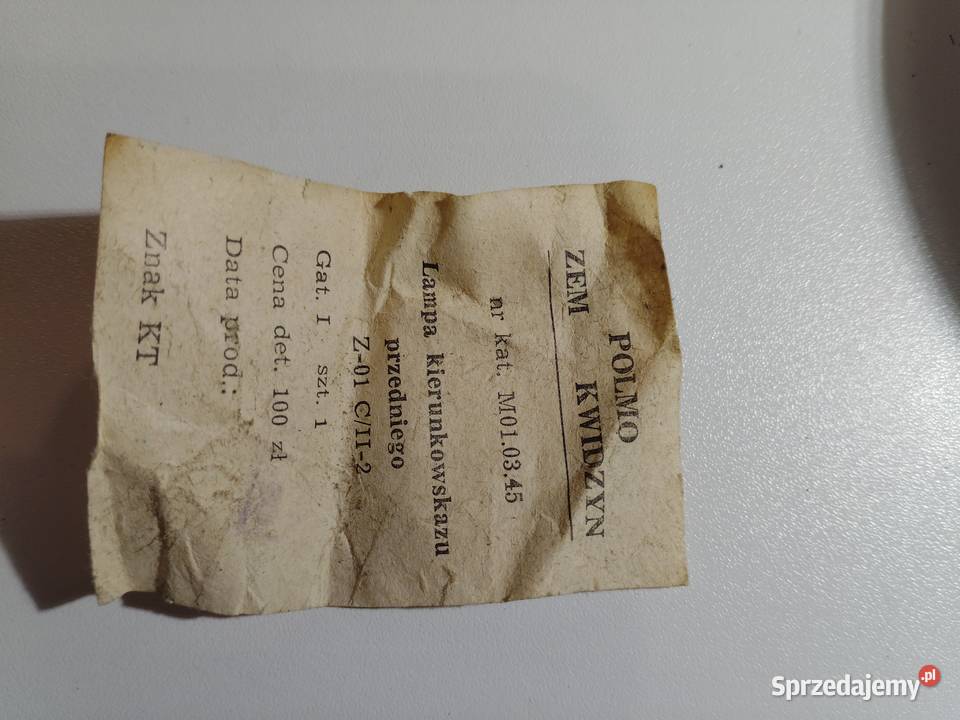 POLMO
ZEM KWIDZYN
nr kat. M01.03.45
Lampa kierunkowskazu
przedniego
Z-01 C/II-2
Gat. I szt. 1
Cena det. 100 zł
Data prod.:
Znak KT
Sprzedajemy.pl